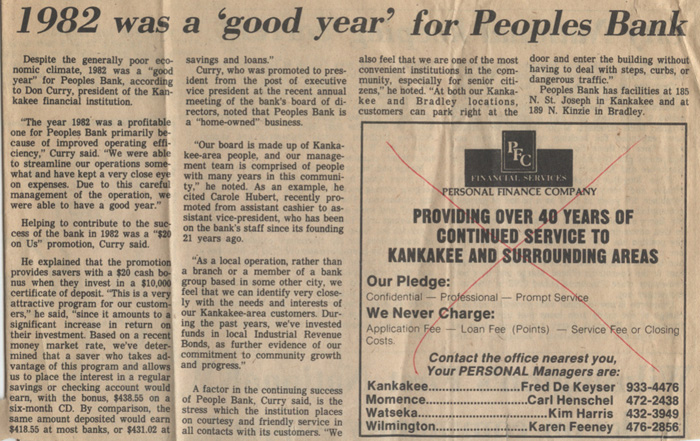 1982 was a ‘good year’ for Peoples Bank
Despite the generally poor eco-
nomic climate, 1982 was a “good
year” for Peoples Bank, according
to Don Curry, president of the Kan-
kakee financial institution.
“The year 1982 was a profitable
one for Peoples Bank primarily be-
cause of improved operating effi-
ciency,” Curry said. “We were able
to streamline our operations some-
what and have kept a very close eye
on expenses. Due to this careful
management of the operation, we
were able to have a good year.”
Helping to contribute to the suc-
cess of the bank in 1982 was a “$20
on Us” promotion, Curry said.
He explained that the promotion
provides savers with a $20 cash bo-
nus when they invest in a $10,000
certificate of deposit. “This is a very
attractive program for our custom-
ers,” he said, “since it amounts to a
significant increase in return on
their investment. Based on a recent
money market rate, we’ve deter-
mined that a saver who takes ad-
vantage of this program and allows
us to place the interest in a regular
savings or checking account would
earn, with the bonus, $438.55 on a
six-month CD. By comparison, the
same amount deposited would earn
$418.55 at most banks, or $431.02 at
savings and loans.”
Curry, who was promoted to pres-
ident from the post of executive
vice president at the recent annual
meeting of the bank’s board of di-
rectors, noted that Peoples Bank is
a “home-owned” business.
“Our board is made up of Kanka-
kee-area people, and our manage-
ment team is comprised of people
with many years in this communi-
ty,” he noted. As an example, he
cited Carole Hubert, recently pro-
moted from assistant cashier to as-
sistant vice-president, who has been
on the bank’s staff since its founding
21 years ago.
“As a local operation, rather than
a branch or a member of a bank
group based in some other city, we
feel that we can identify very close-
ly with the needs and interests of
our Kankakee-area customers. Dur-
ing the past years, we’ve invested
funds in local Industrial Revenue
Bonds, as further evidence of our
commitment to community growth
and progress.”
A factor in the continuing success
of People Bank, Curry said, is the
stress which the institution places
on courtesy and friendly service in
all contacts with its customers. “We
also feel that we are one of the most
convenient institutions in the com-
munity, especially for senior citi-
zens,” he noted. “At both our Kanka-
kee and Bradley locations,
customers can park right at the
door and enter the building without
having to deal with steps, curbs, or
dangerous traffic.”
Peoples Bank has facilities at 185
N. St. Joseph in Kankakee and at
189 N. Kinzie in Bradley.
PFC
FINANCIAL SERVICES
PERSONAL FINANCE COMPANY
PROVIDING OVER 40 YEARS OF
CONTINUED SERVICE TO
KANKAKEE AND SURROUNDING AREAS
Our Pledge:
Confidential — Professional — Prompt Service
We Never Charge:
Application Fee — Loan Fee (Points) — Service Fee or Closing
Costs.
Contact the office nearest you,
Your PERSONAL Managers are:
Kankakee..................Fred De Keyser 933-4476
Momence....................Carl Henschel 472-2438
Watseka........................Kim Harris 432-3949
Wilmington..................Karen Feeney 476-2856